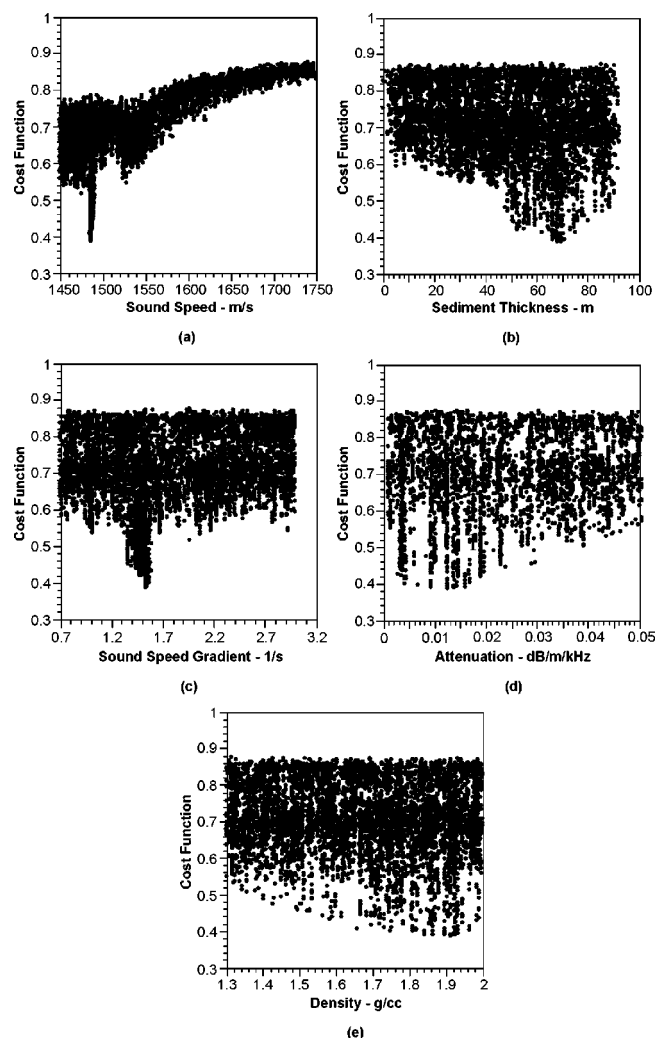 1
0.9
0.8
0.7
0.6
0.5
0.4
0.3
Cost Function
1450 1500 1550 1600 1650 1700 1750
Sound Speed - m/s
(a)
1
0.9
0.8
0.7
0.6
0.5
0.4
0.3
Cost Function
0 20 40 60 80 100
Sediment Thickness - m
(b)
1
0.9
0.8
0.7
0.6
0.5
0.4
0.3
Cost Function
0.7 1.2 1.7 2.2 2.7 3.2
Sound Speed Gradient - 1/s
(c)
1
0.9
0.8
0.7
0.6
0.5
0.4
0.3
Cost Function
0 0.01 0.02 0.03 0.04 0.05
Attenuation - dB/m/kHz
(d)
1
0.9
0.8
0.7
0.6
0.5
0.4
0.3
Cost Function
1.3 1.4 1.5 1.6 1.7 1.8 1.9 2
Density - g/cc
(e)